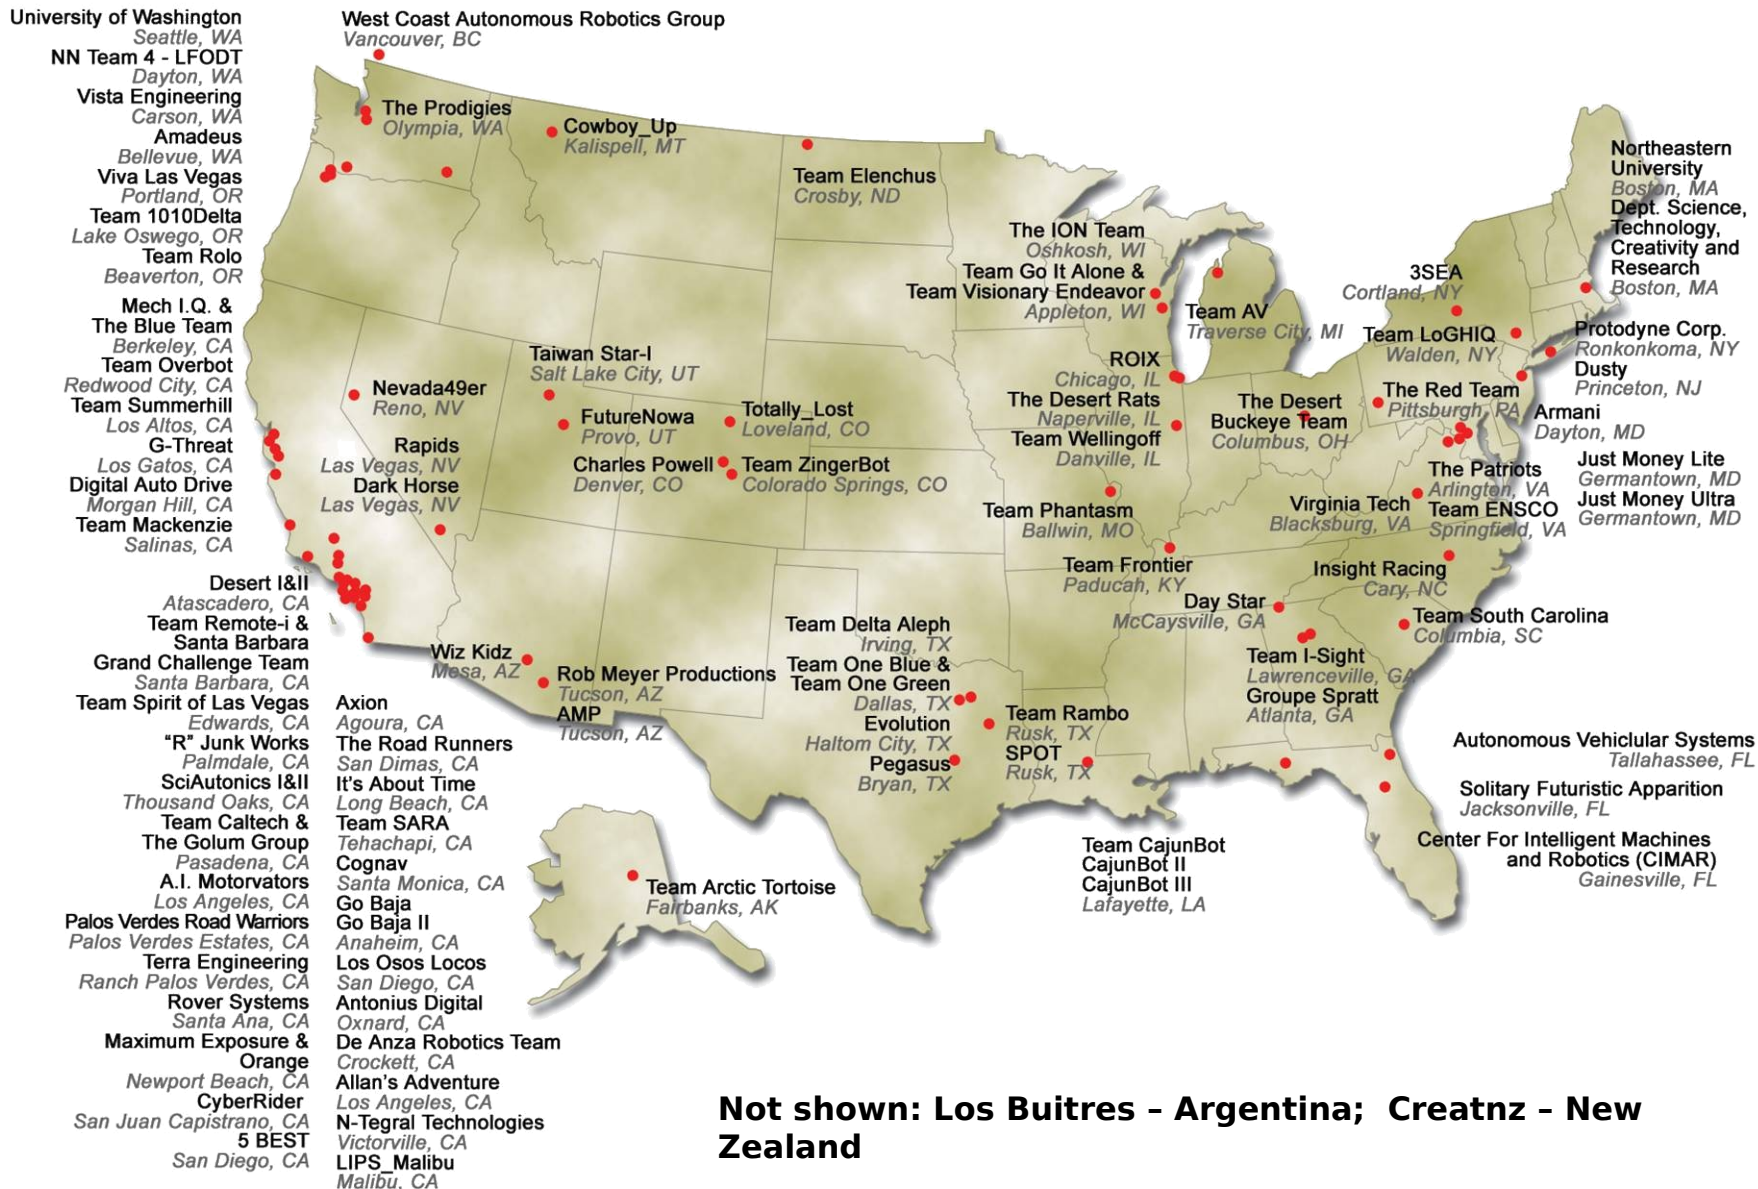 University of Washington
Seattle, WA
NN Team 4 - LFODT
Dayton, WA
Vista Engineering
Carson, WA
Amadeus
Bellevue, WA
Viva Las Vegas
Portland, OR
Team 1010Delta
Lake Oswego, OR
Team Rolo
Beaverton, OR
Mech I.Q. &
The Blue Team
Berkeley, CA
Team Overbot
Redwood City, CA
Team Summerhill
Los Altos, CA
G-Threat
Los Gatos, CA
Digital Auto Drive
Morgan Hill, CA
Team Mackenzie
Salinas, CA
Desert I&II
Atascadero, CA
Team Remote-i &
Santa Barbara
Grand Challenge Team
Santa Barbara, CA
Team Spirit of Las Vegas
Edwards, CA
“R” Junk Works
Palmdale, CA
SciAutonics I&II
Thousand Oaks, CA
Team Caltech &
The Golum Group
Pasadena, CA
A.I. Motorvators
Los Angeles, CA
Palos Verdes Road Warriors
Palos Verdes Estates, CA
Terra Engineering
Ranch Palos Verdes, CA
Rover Systems
Santa Ana, CA
Maximum Exposure &
Orange
Newport Beach, CA
CyberRider
San Juan Capistrano, CA
5 BEST
San Diego, CA
Axion
Agoura, CA
The Road Runners
San Dimas, CA
It's About Time
Long Beach, CA
Team SARA
Tehachapi, CA
Cognav
Santa Monica, CA
Go Baja
Go Baja II
Anaheim, CA
Los Osos Locos
San Diego, CA
Antonius Digital
Oxnard, CA
De Anza Robotics Team
Crockett, CA
Allan's Adventure
Los Angeles, CA
N-Tegral Technologies
Victorville, CA
LIPS_Malibu
Malibu, CA
West Coast Autonomous Robotics Group
Vancouver, BC
The Prodigies
Olympia, WA
Cowboy_Up
Kalispell, MT
Team Elenchus
Crosby, ND
Taiwan Star-I
Salt Lake City, UT
Nevada49er
Reno, NV
FutureNowa
Provo, UT
Totally_Lost
Loveland, CO
Rapids
Las Vegas, NV
Dark Horse
Las Vegas, NV
Charles Powell
Denver, CO
Team ZingerBot
Colorado Springs, CO
Wiz Kidz
Mesa, AZ
Rob Meyer Productions
Tucson, AZ
AMP
Tucson, AZ
Team Arctic Tortoise
Fairbanks, AK
The ION Team
Oshkosh, WI
Team Go It Alone &
Team Visionary Endeavor
Appleton, WI
Team AV
Traverse City, MI
ROIX
Chicago, IL
The Desert Rats
Naperville, IL
Team Wellingoff
Danville, IL
The Desert
Buckeye Team
Columbus, OH
Team Phantasm
Ballwin, MO
Team Frontier
Paducah, KY
Team Delta Aleph
Irving, TX
Team One Blue &
Team One Green
Dallas, TX
Evolution
Haltom City, TX
Pegasus
Bryan, TX
Team Rambo
Rusk, TX
SPOT
Rusk, TX
Team CajunBot
CajunBot II
CajunBot III
Lafayette, LA
Northeastern
University
Boston, MA
Dept. Science,
Technology,
Creativity and
Research
Boston, MA
3SEA
Cortland, NY
Team LoGHIQ
Walden, NY
Protodyne Corp.
Ronkonkoma, NY
Dusty
Princeton, NJ
The Red Team
Pittsburgh, PA
Armani
Dayton, MD
Just Money Lite
Germantown, MD
Just Money Ultra
Germantown, MD
The Patriots
Arlington, VA
Team ENSCO
Springfield, VA
Virginia Tech
Blacksburg, VA
Insight Racing
Cary, NC
Day Star
McCaysville, GA
Team South Carolina
Columbia, SC
Team I-Sight
Lawrenceville, GA
Groupe Spratt
Atlanta, GA
Autonomous Vehiclular Systems
Tallahassee, FL
Solitary Futuristic Apparition
Jacksonville, FL
Center For Intelligent Machines
and Robotics (CIMAR)
Gainesville, FL
Not shown: Los Buitres – Argentina; Creatnz – New
Zealand